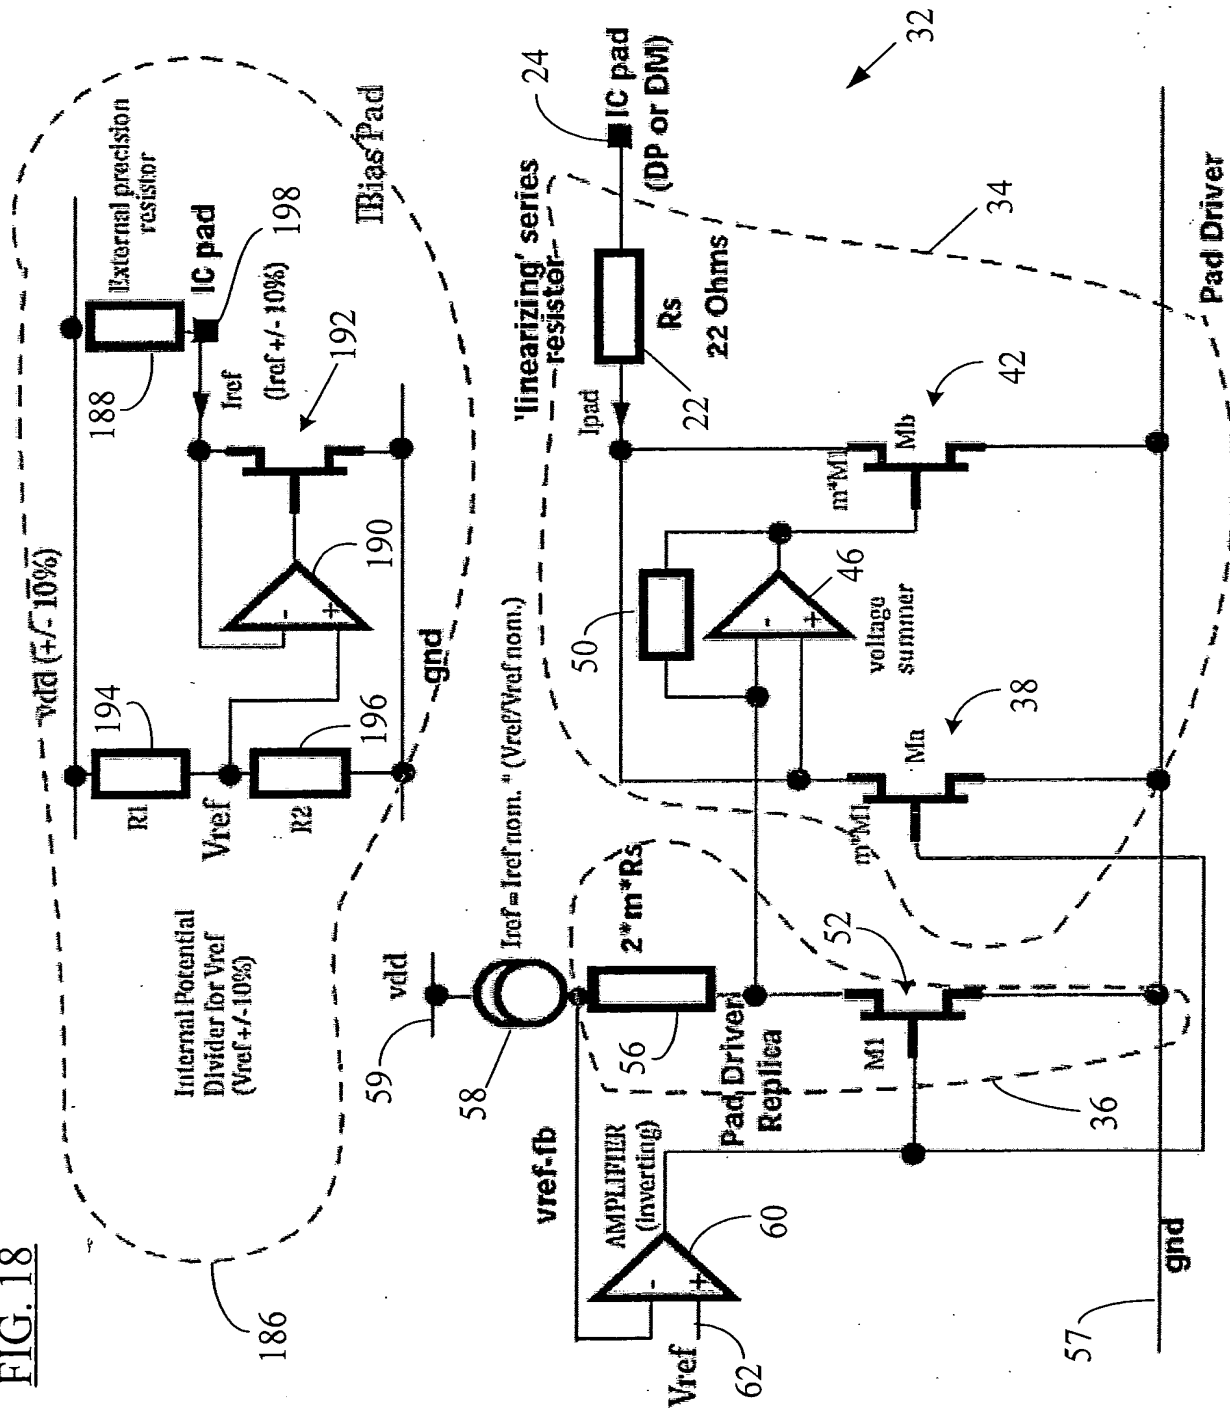 FIG. 18
186
vdd (+/- 10%)
194
R1
Vref
R2
196
Internal Potential
Divider for Vref
(Vref +/-10%)
gnd
190
-
+
188
External precision
resistor
IC pad
198
Iref
(Iref +/- 10%)
192
IBias Pad
59
vdd
58
Iref = Iref nom. * (Vref/Vref nom.)
vref-fb
AMPLIFIER
(inverting)
-
+
60
Vref
62
2*m*Rs
56
Pad Driver
Replica
52
M1
36
50
46
-
+
voltage
summer
m*M1
Ma
38
m*M1
Mb
42
'linearizing' series
resistor
Ipad
22
Rs
22 Ohms
24
IC pad
(DP or DM)
32
34
Pad Driver
57
gnd